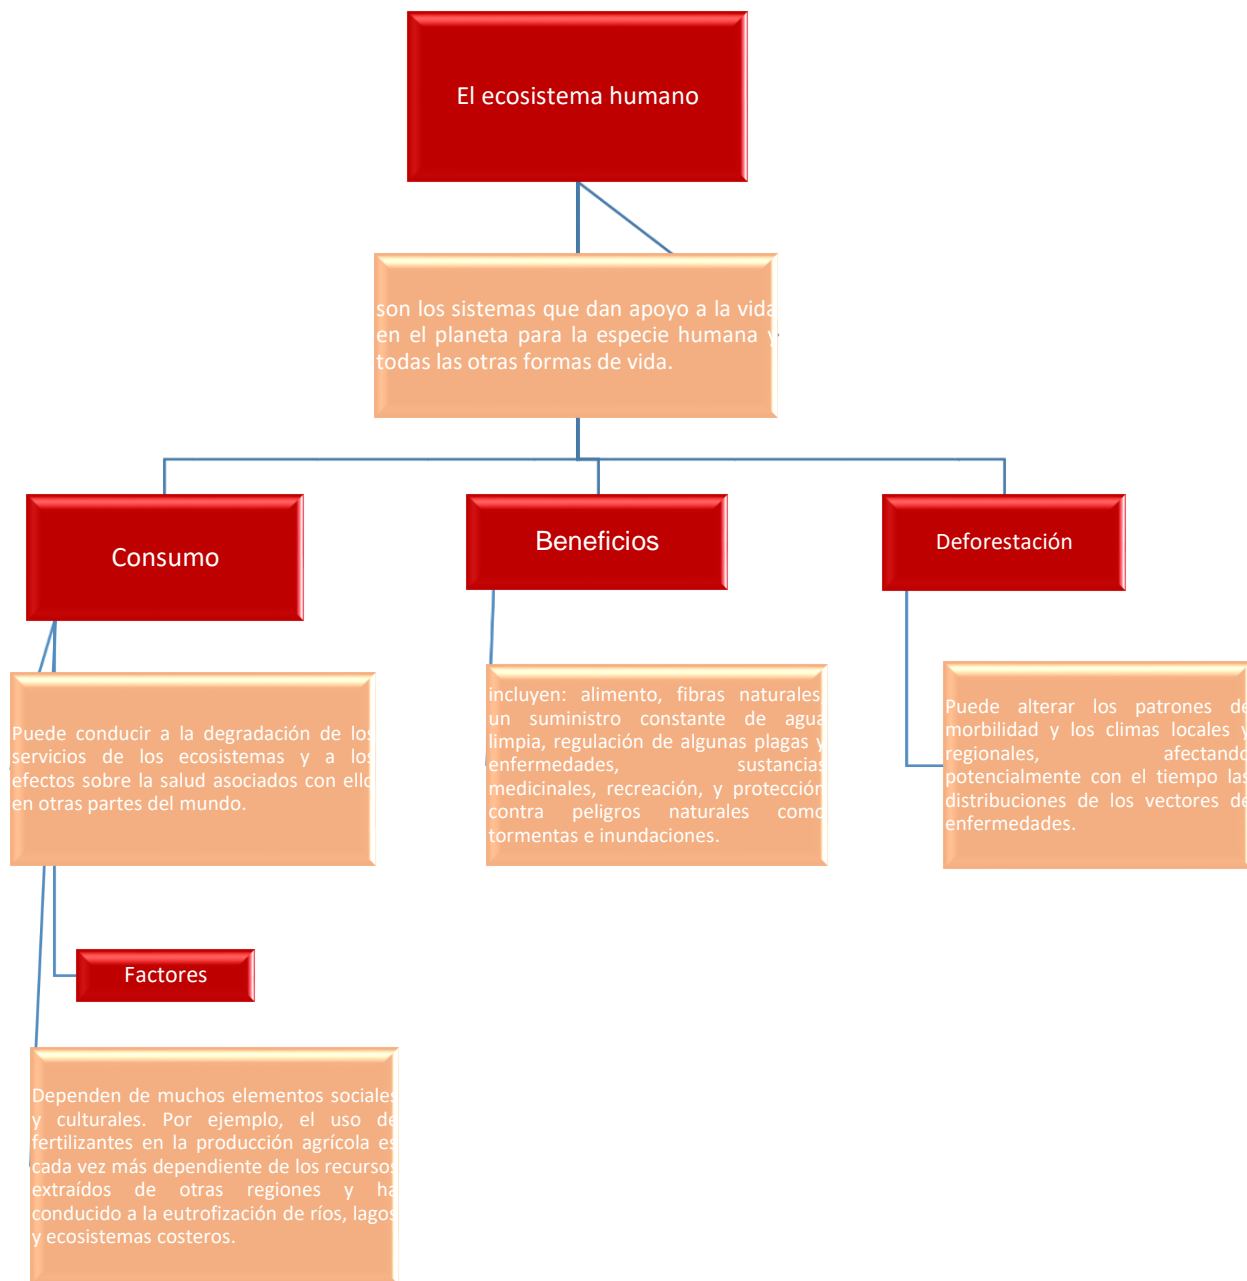 El ecosistema humano
son los sistemas que dan apoyo a la vida
en el planeta para la especie humana y
todas las otras formas de vida.
Consumo
Beneficios
Deforestación
Puede conducir a la degradación de los
servicios de los ecosistemas y a los
efectos sobre la salud asociados con ello
en otras partes del mundo.
incluyen: alimento, fibras naturales,
un suministro constante de agua
limpia, regulación de algunas plagas y
enfermedades, sustancias
medicinales, recreación, y protección
contra peligros naturales como
tormentas e inundaciones.
Puede alterar los patrones de
morbilidad y los climas locales y
regionales, afectando
potencialmente con el tiempo las
distribuciones de los vectores de
enfermedades.
Factores
Dependen de muchos elementos sociales
y culturales. Por ejemplo, el uso de
fertilizantes en la producción agrícola es
cada vez más dependiente de los recursos
extraídos de otras regiones y ha
conducido a la eutrofización de ríos, lagos
y ecosistemas costeros.